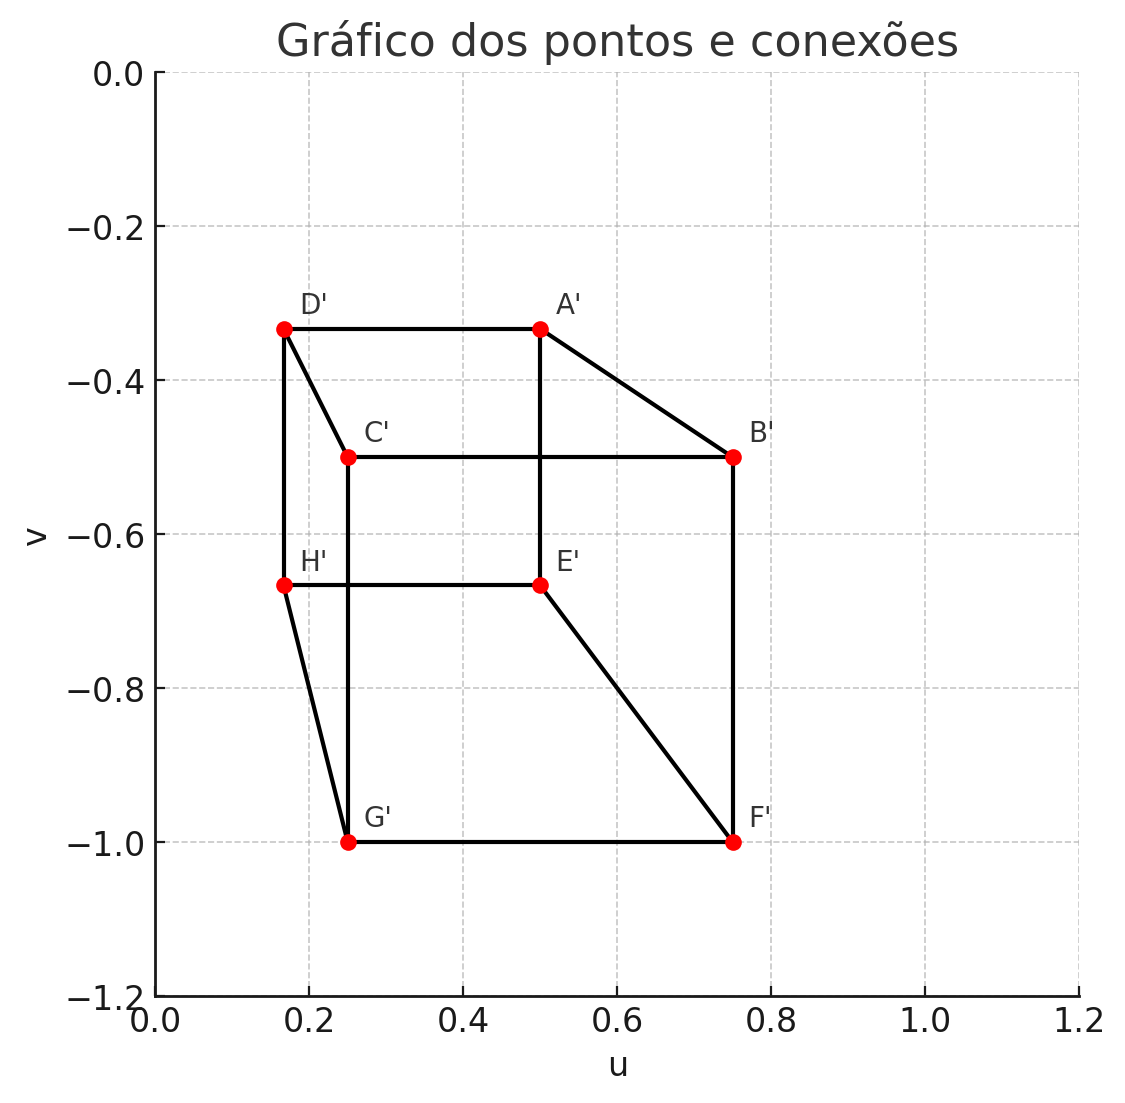 Gráfico dos pontos e conexões
0.0
−0.2
D'
A'
−0.4
C'
B'
v
−0.6
H'
E'
−0.8
G'
F'
−1.0
−1.2
0.0 0.2 0.4 0.6 0.8 1.0 1.2
u